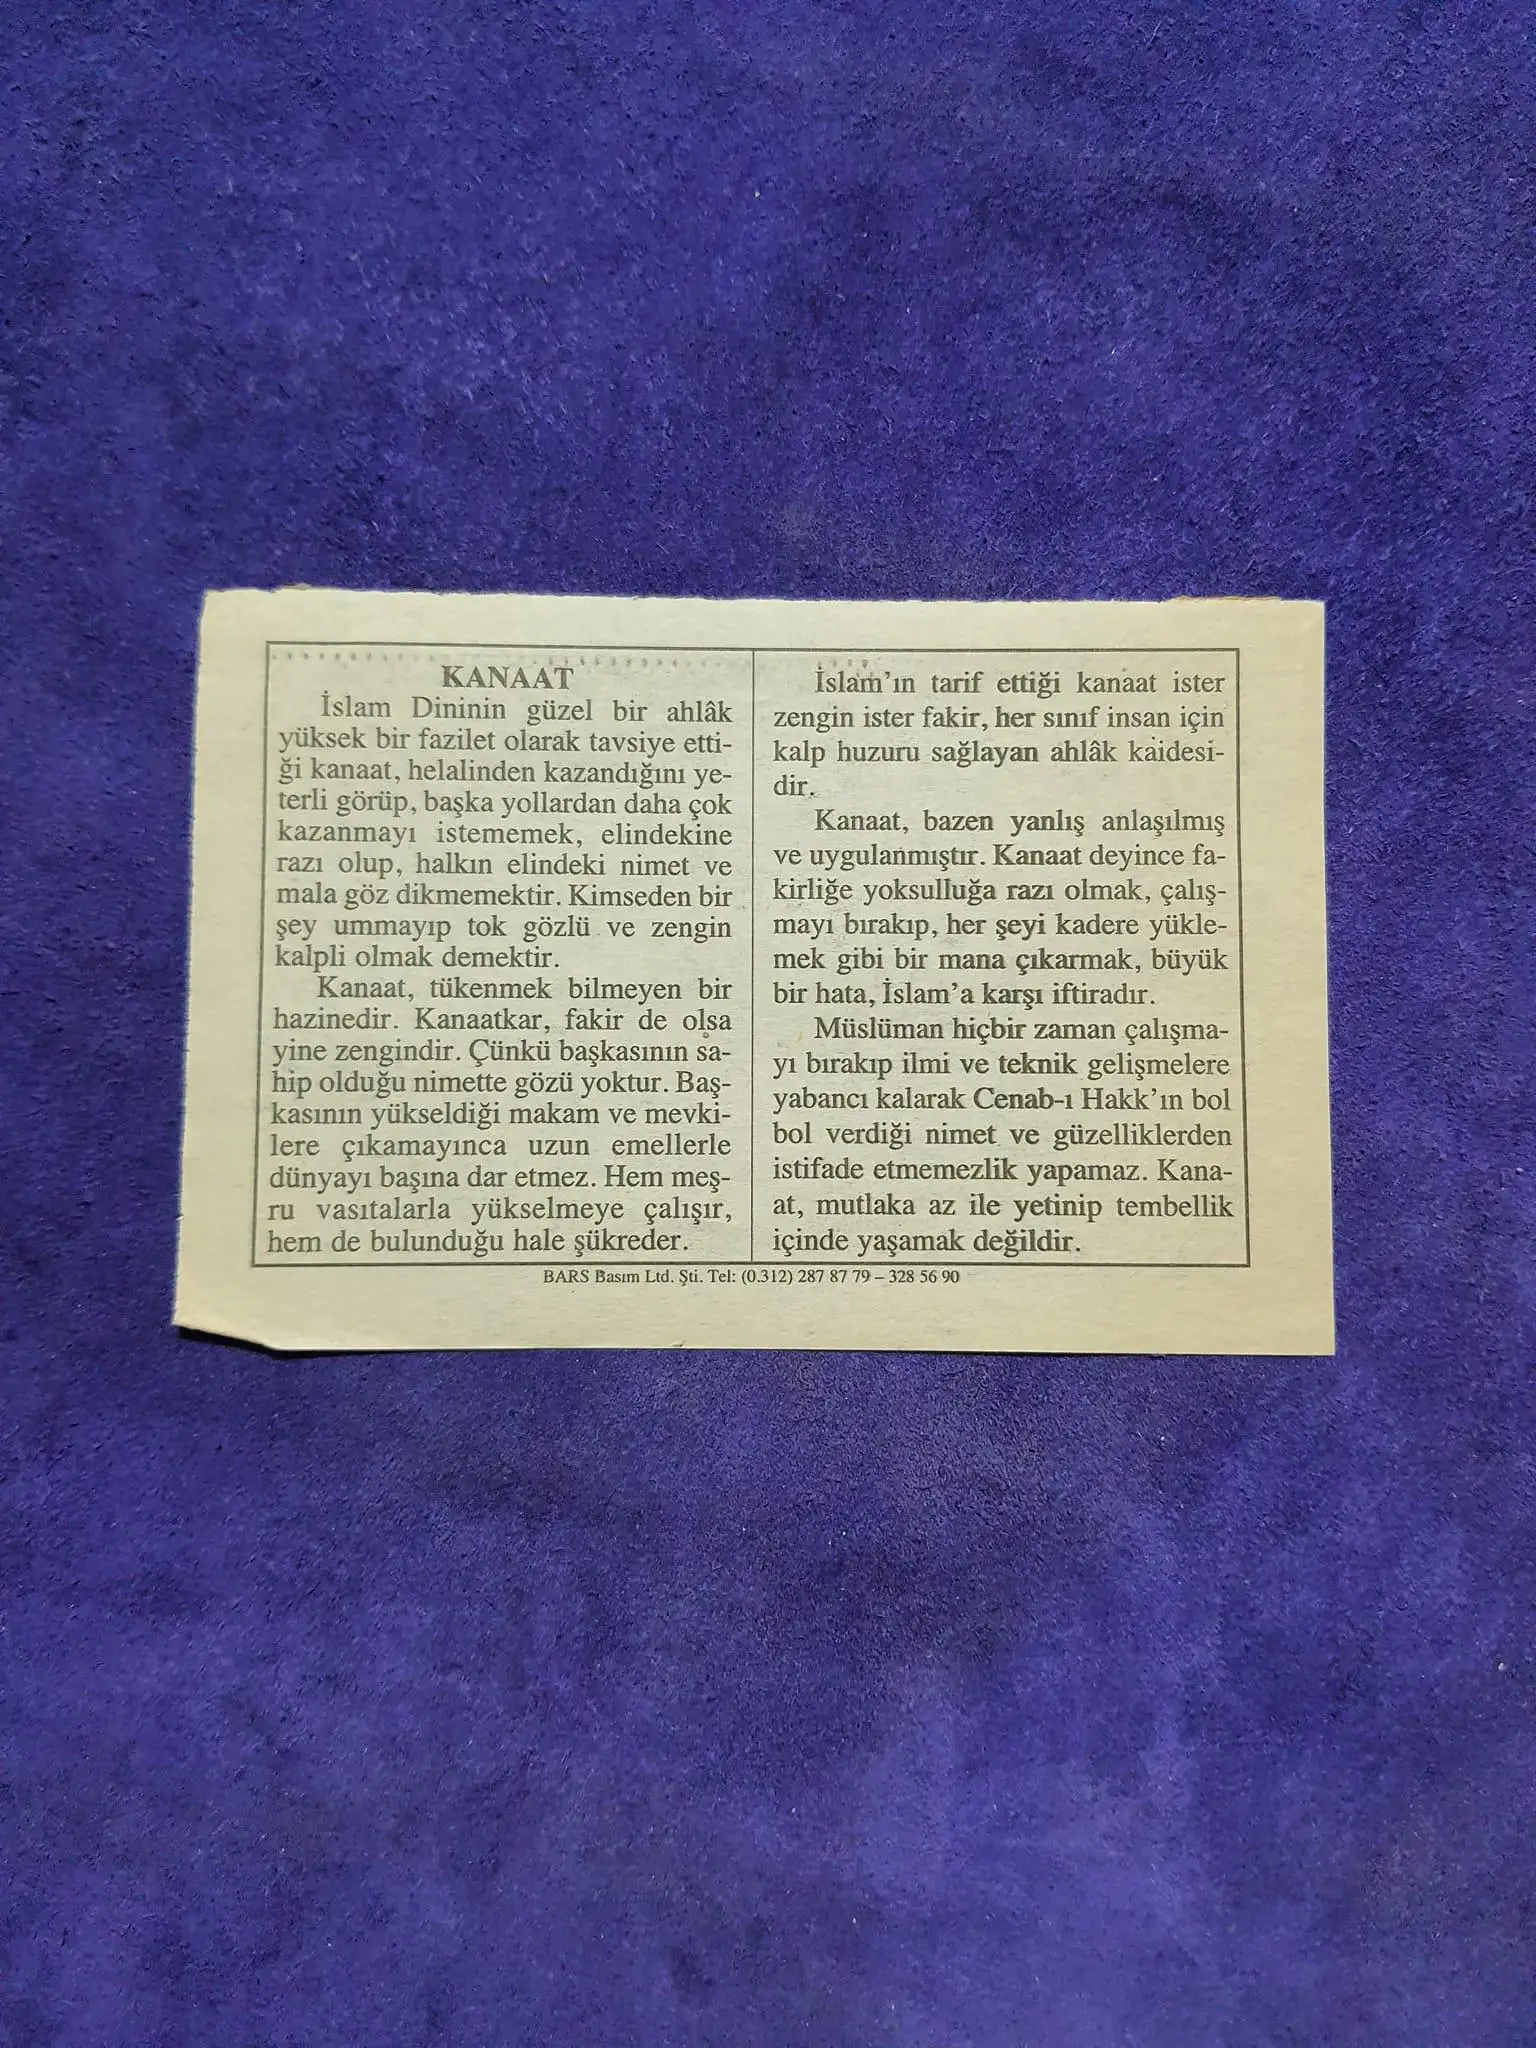 KANAAT
İslam Dininin güzel bir ahlâk
yüksek bir fazilet olarak tavsiye etti-
ği kanaat, helalinden kazandığını ye-
terli görüp, başka yollardan daha çok
kazanmayı istememek, elindekine
razı olup, halkın elindeki nimet ve
mala göz dikmemektir. Kimseden bir
şey ummayıp tok gözlü ve zengin
kalpli olmak demektir.
Kanaat, tükenmek bilmeyen bir
hazinedir. Kanaatkar, fakir de olsa
yine zengindir. Çünkü başkasının sa-
hip olduğu nimette gözü yoktur. Baş-
kasının yükseldiği makam ve mevki-
lere çıkamayınca uzun emellerle
dünyayı başına dar etmez. Hem meş-
ru vasıtalarla yükselmeye çalışır,
hem de bulunduğu hale şükreder.
İslam'ın tarif ettiği kanaat ister
zengin ister fakir, her sınıf insan için
kalp huzuru sağlayan ahlâk kaidesi-
dir.
Kanaat, bazen yanlış anlaşılmış
ve uygulanmıştır. Kanaat deyince fa-
kirliğe yoksulluğa razı olmak, çalış-
mayı bırakıp, her şeyi kadere yükle-
mek gibi bir mana çıkarmak, büyük
bir hata, İslam'a karşı iftiradır.
Müslüman hiçbir zaman çalışma-
yı bırakıp ilmi ve teknik gelişmelere
yabancı kalarak Cenab-ı Hakk'ın bol
bol verdiği nimet ve güzelliklerden
istifade etmemezlik yapamaz. Kana-
at, mutlaka az ile yetinip tembellik
içinde yaşamak değildir.
BARS Basım Ltd. Şti. Tel: (0.312) 287 87 79 – 328 56 90